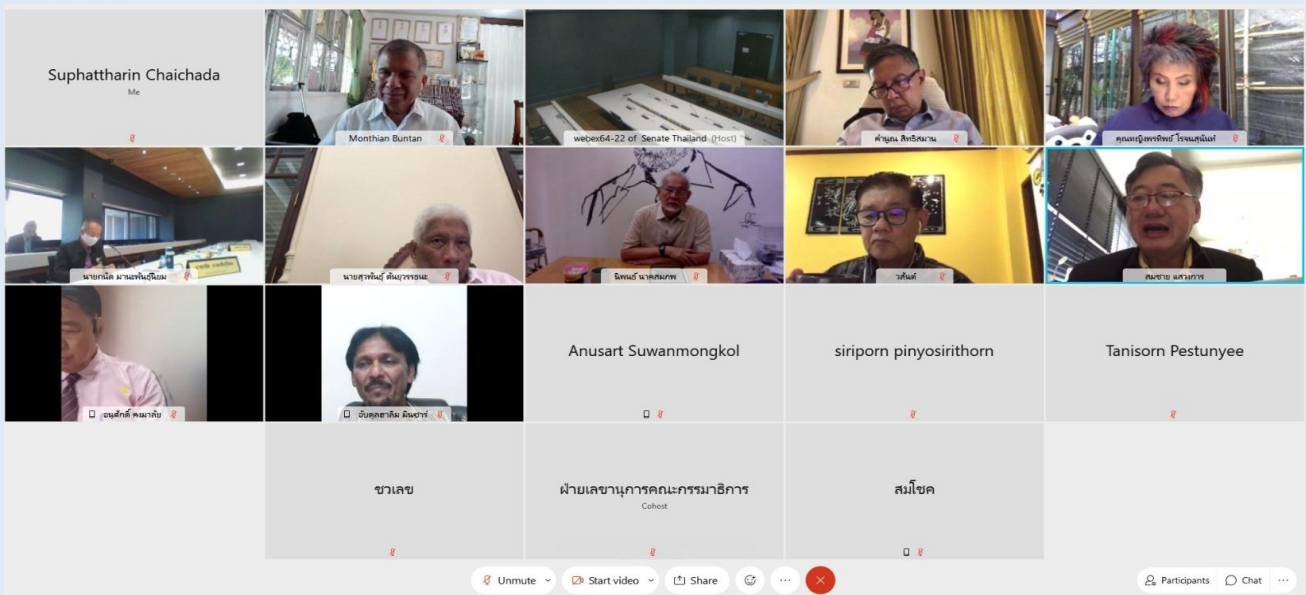 Suphattharin Chaichada
Me
Monthian Buntan
webex64-22 of Senate Thailand (Host)
คำนูณ สิทธิสมาน
คุณหญิงพรทิพย์ โรจนสุนันท์
นายกนัด มานะพันธุ์นิยม
นายสุวพันธุ์ ตันยุวรรธนะ
นิพนธ์ นาคสมภพ
วสันต์
สมชาย แสวงการ
อนุศักดิ์ คงมาลัย
อับดุลฮาลิม มินซาร์
Anusart Suwanmongkol
siriporn pinyosirithorn
Tanisorn Pestunyee
ชวเลข
ฝ่ายเลขานุการคณะกรรมาธิการ
Cohost
สมโชค
Unmute
Start video
Share
Participants
Chat